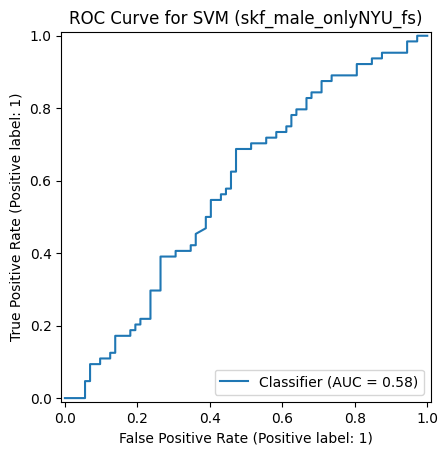 ROC Curve for SVM (skf_male_onlyNYU_fs)
True Positive Rate (Positive label: 1)
1.0
0.8
0.6
0.4
0.2
0.0
Classifier (AUC = 0.58)
0.0 0.2 0.4 0.6 0.8 1.0
False Positive Rate (Positive label: 1)